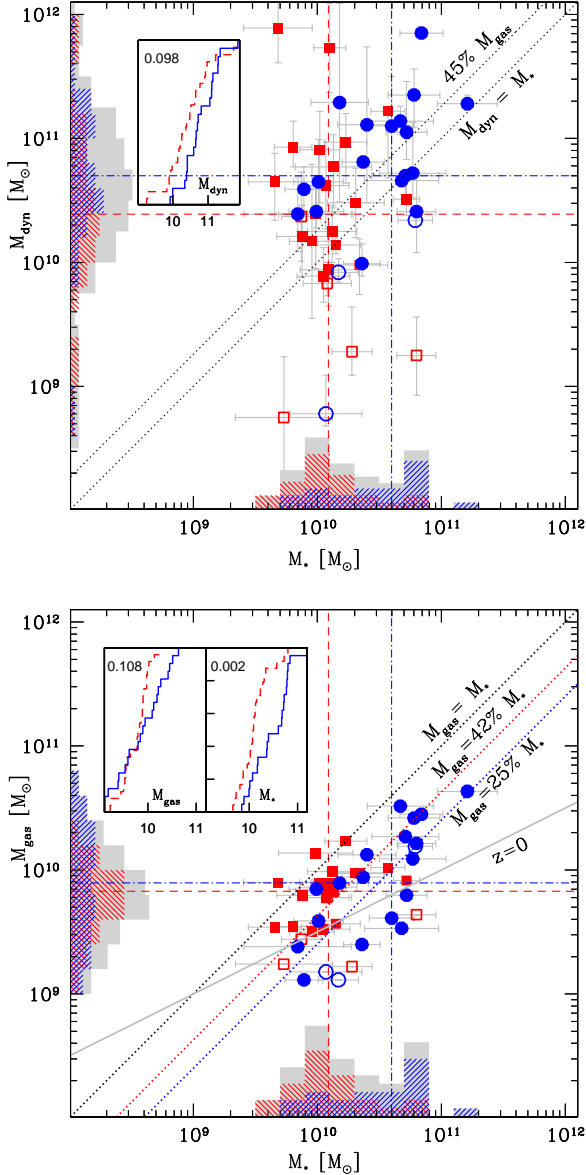 10¹²
10¹¹
10¹⁰
10⁹
M_dyn [M_⊙]
0.098
M_dyn
10 11
45% M_gas
M_dyn = M_*
10⁹ 10¹⁰ 10¹¹ 10¹²
M_* [M_⊙]
10¹²
10¹¹
10¹⁰
10⁹
M_gas [M_⊙]
0.108
M_gas
10 11
0.002
M_*
10 11
M_gas = M_*
M_gas=42% M_*
M_gas=25% M_*
z=0
10⁹ 10¹⁰ 10¹¹ 10¹²
M_* [M_⊙]